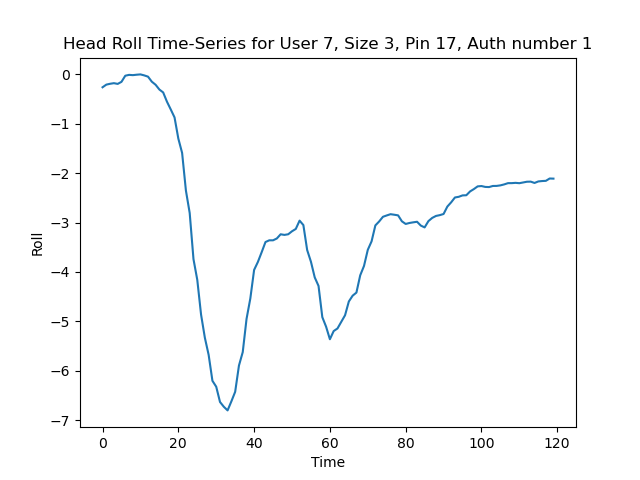 Head Roll Time-Series for User 7, Size 3, Pin 17, Auth number 1
0
−1
−2
−3
−4
−5
−6
−7
Roll
0 20 40 60 80 100 120
Time